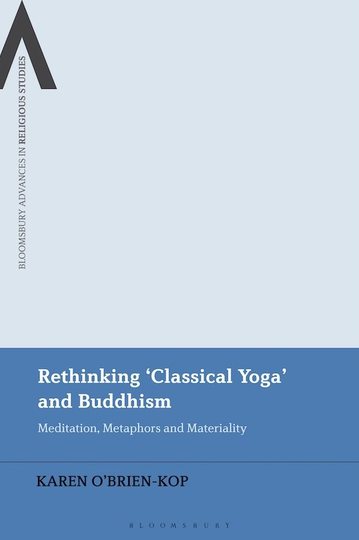 BLOOMSBURY ADVANCES IN RELIGIOUS STUDIES
Rethinking ‘Classical Yoga’
and Buddhism
Meditation, Metaphors and Materiality
KAREN O’BRIEN-KOP
BLOOMSBURY